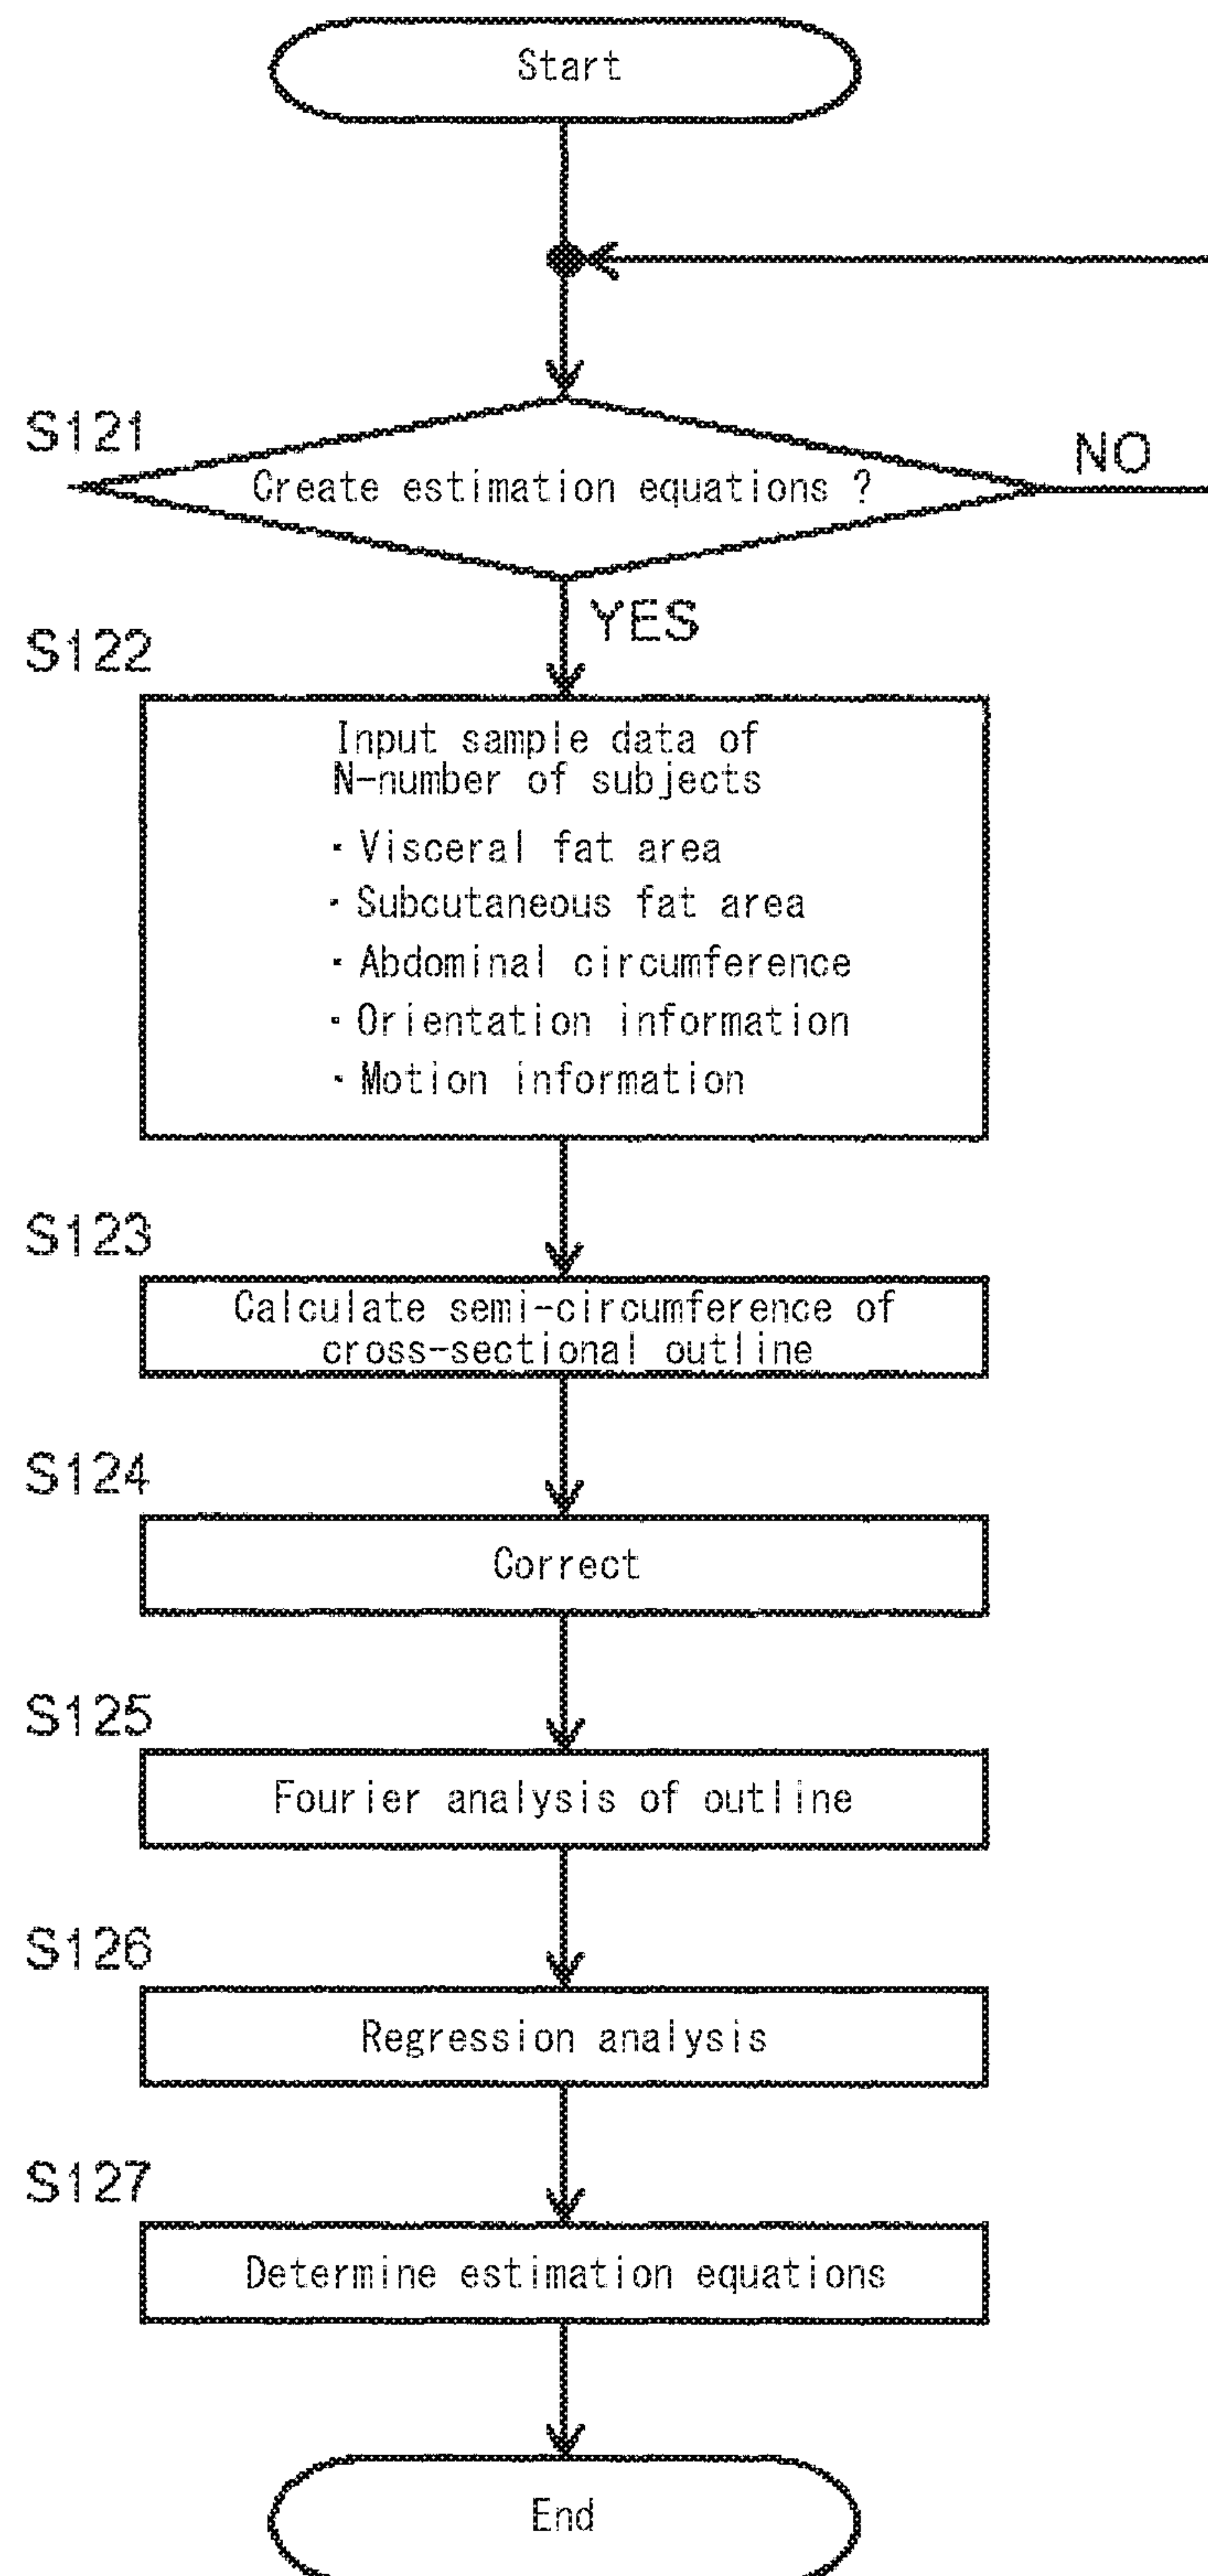 Start
S121
Create estimation equations ?
NO
YES
S122
Input sample data of
N-number of subjects
・Visceral fat area
・Subcutaneous fat area
・Abdominal circumference
・Orientation information
・Motion information
S123
Calculate semi-circumference of
cross-sectional outline
S124
Correct
S125
Fourier analysis of outline
S126
Regression analysis
S127
Determine estimation equations
End